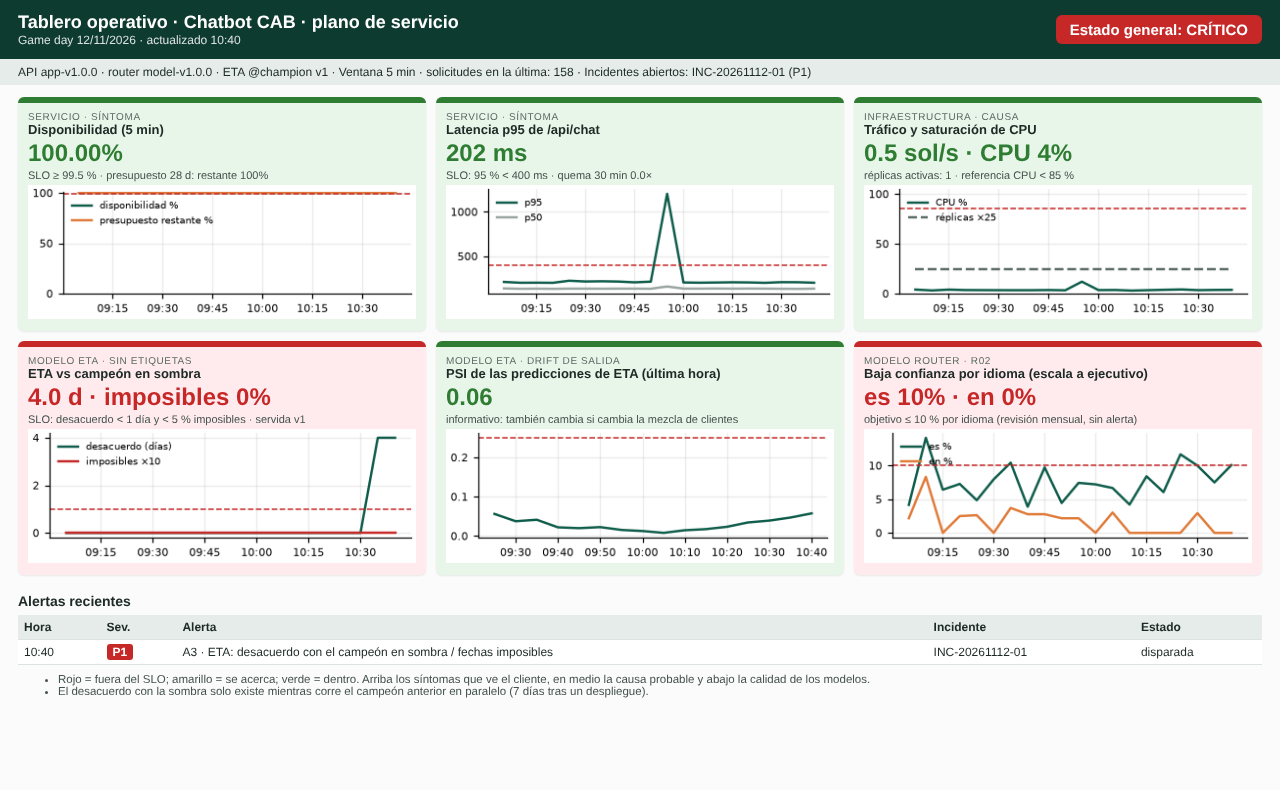 Tablero operativo · Chatbot CAB · plano de servicio
Game day 12/11/2026 · actualizado 10:40
Estado general: CRÍTICO
API app-v1.0.0 · router model-v1.0.0 · ETA @champion v1 · Ventana 5 min · solicitudes en la última: 158 · Incidentes abiertos: INC-20261112-01 (P1)
SERVICIO · SÍNTOMA
Disponibilidad (5 min)
100.00%
SLO ≥ 99.5 % · presupuesto 28 d: restante 100%
100
50
0
disponibilidad %
presupuesto restante %
09:15 09:30 09:45 10:00 10:15 10:30
SERVICIO · SÍNTOMA
Latencia p95 de /api/chat
202 ms
SLO: 95 % < 400 ms · quema 30 min 0.0×
1000
500
p95
p50
09:15 09:30 09:45 10:00 10:15 10:30
INFRAESTRUCTURA · CAUSA
Tráfico y saturación de CPU
0.5 sol/s · CPU 4%
réplicas activas: 1 · referencia CPU < 85 %
100
50
0
CPU %
réplicas ×25
09:15 09:30 09:45 10:00 10:15 10:30
MODELO ETA · SIN ETIQUETAS
ETA vs campeón en sombra
4.0 d · imposibles 0%
SLO: desacuerdo < 1 día y < 5 % imposibles · servida v1
4
2
0
desacuerdo (días)
imposibles ×10
09:15 09:30 09:45 10:00 10:15 10:30
MODELO ETA · DRIFT DE SALIDA
PSI de las predicciones de ETA (última hora)
0.06
informativo: también cambia si cambia la mezcla de clientes
0.2
0.1
0.0
09:30 09:40 09:50 10:00 10:10 10:20 10:30 10:40
MODELO ROUTER · R02
Baja confianza por idioma (escala a ejecutivo)
es 10% · en 0%
objetivo ≤ 10 % por idioma (revisión mensual, sin alerta)
10
5
0
es %
en %
09:15 09:30 09:45 10:00 10:15 10:30
Alertas recientes
Hora Sev. Alerta Incidente Estado
10:40 P1 A3 · ETA: desacuerdo con el campeón en sombra / fechas imposibles INC-20261112-01 disparada
• Rojo = fuera del SLO; amarillo = se acerca; verde = dentro. Arriba los síntomas que ve el cliente, en medio la causa probable y abajo la calidad de los modelos.
• El desacuerdo con la sombra solo existe mientras corre el campeón anterior en paralelo (7 días tras un despliegue).